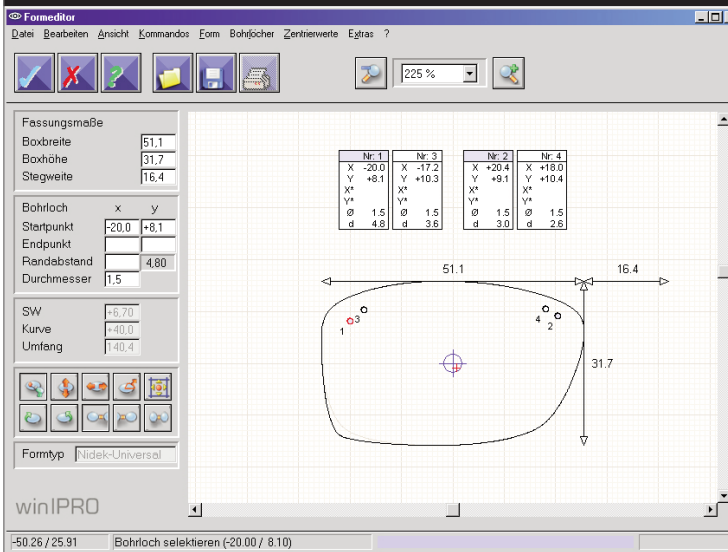 Formeditor
Datei Bearbeiten Ansicht Kommandos Form Bohrlöcher Zentrierwerte Extras ?
225 %
Fassungsmaße
Boxbreite 51,1
Boxhöhe 31,7
Stegweite 16,4
Bohrloch x y
Startpunkt -20,0 +8,1
Endpunkt
Randabstand 4,80
Durchmesser 1,5
SW +6,70
Kurve +40,0
Umfang 140,4
Formtyp Nidek-Universal
winIPRO
Nr: 1
X -20.0
Y +8.1
X*
Y*
Ø 1.5
d 4.8
Nr: 3
X -17.2
Y +10.3
X*
Y*
Ø 1.5
d 3.6
Nr: 2
X +20.4
Y +9.1
X*
Y*
Ø 1.5
d 3.0
Nr: 4
X +18.0
Y +10.4
X*
Y*
Ø 1.5
d 2.6
51.1 16.4
3
1
4
2
31.7
-50.26 / 25.91 Bohrloch selektieren (-20.00 / 8.10)